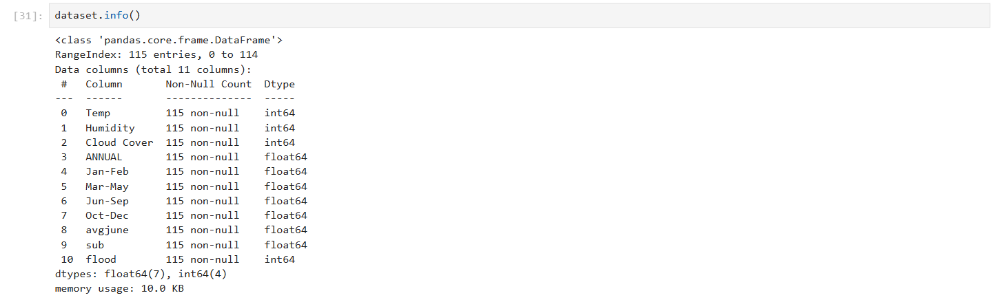 [31]: dataset.info()
<class 'pandas.core.frame.DataFrame'>
RangeIndex: 115 entries, 0 to 114
Data columns (total 11 columns):
 #   Column       Non-Null Count  Dtype
---  ------       --------------  -----
 0   Temp         115 non-null    int64
 1   Humidity     115 non-null    int64
 2   Cloud Cover  115 non-null    int64
 3   ANNUAL       115 non-null    float64
 4   Jan-Feb      115 non-null    float64
 5   Mar-May      115 non-null    float64
 6   Jun-Sep      115 non-null    float64
 7   Oct-Dec      115 non-null    float64
 8   avgjune      115 non-null    float64
 9   sub          115 non-null    float64
 10  flood        115 non-null    int64
dtypes: float64(7), int64(4)
memory usage: 10.0 KB